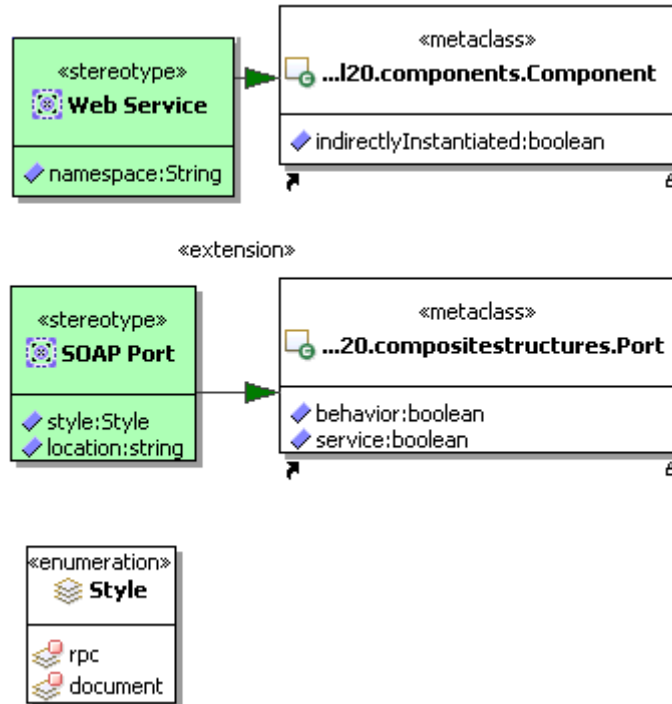 «stereotype»
Web Service
namespace:String
«metaclass»
...l20.components.Component
indirectlyInstantiated:boolean
«extension»
«stereotype»
SOAP Port
style:Style
location:string
«metaclass»
...20.compositestructures.Port
behavior:boolean
service:boolean
«enumeration»
Style
rpc
document